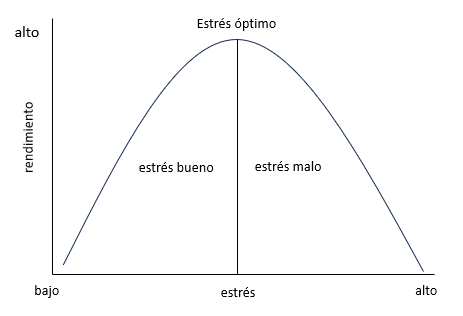 Estrés óptimo
alto
rendimiento
estrés bueno
estrés malo
bajo
estrés
alto